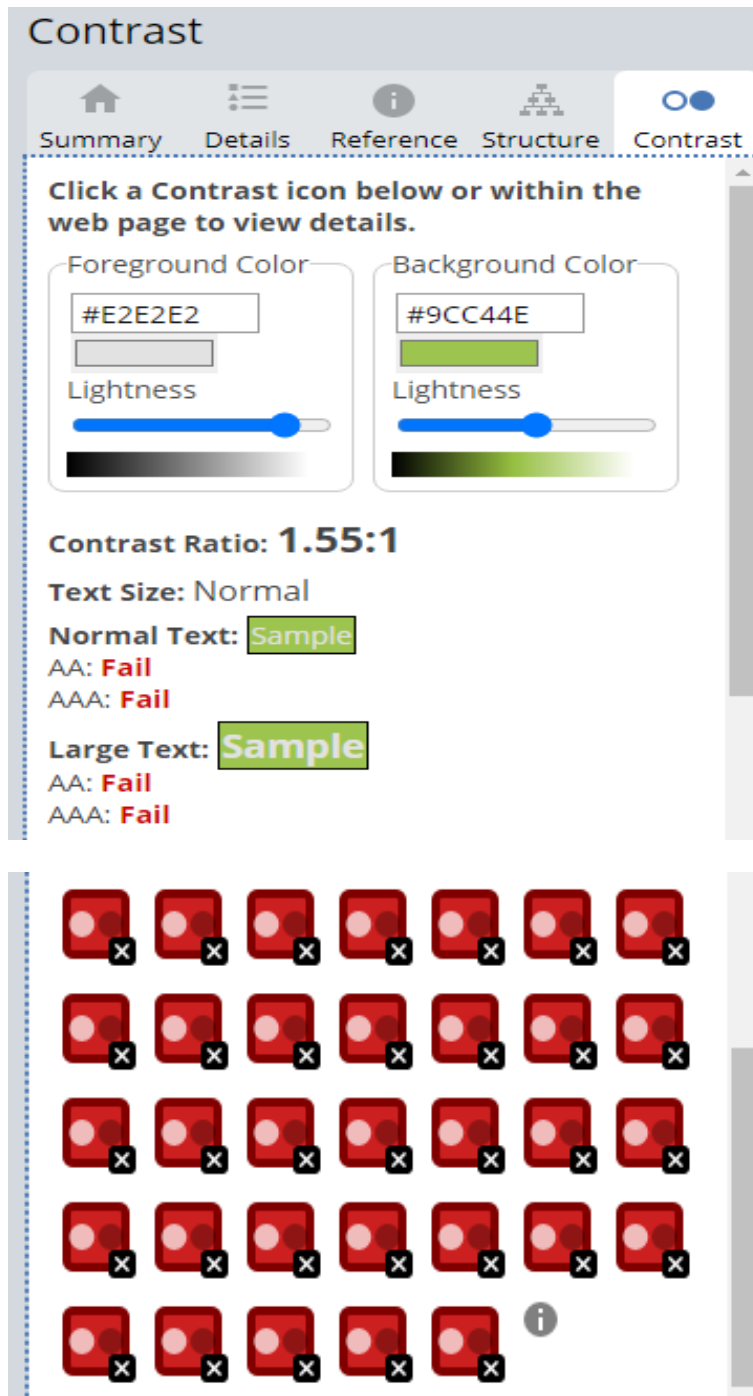 Contrast
Summary Details Reference Structure Contrast
Click a Contrast icon below or within the
web page to view details.
Foreground Color Background Color
#E2E2E2 #9CC44E
Lightness Lightness
Contrast Ratio: 1.55:1
Text Size: Normal
Normal Text: Sample
AA: Fail
AAA: Fail
Large Text: Sample
AA: Fail
AAA: Fail